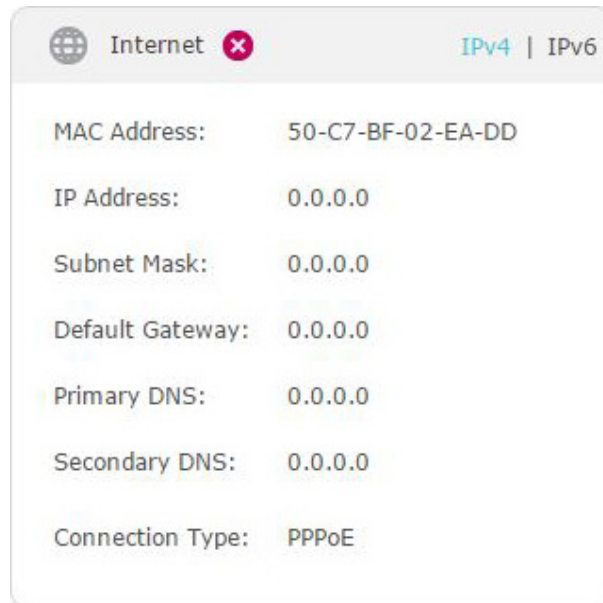 Internet IPv4 | IPv6
MAC Address: 50-C7-BF-02-EA-DD
IP Address: 0.0.0.0
Subnet Mask: 0.0.0.0
Default Gateway: 0.0.0.0
Primary DNS: 0.0.0.0
Secondary DNS: 0.0.0.0
Connection Type: PPPoE